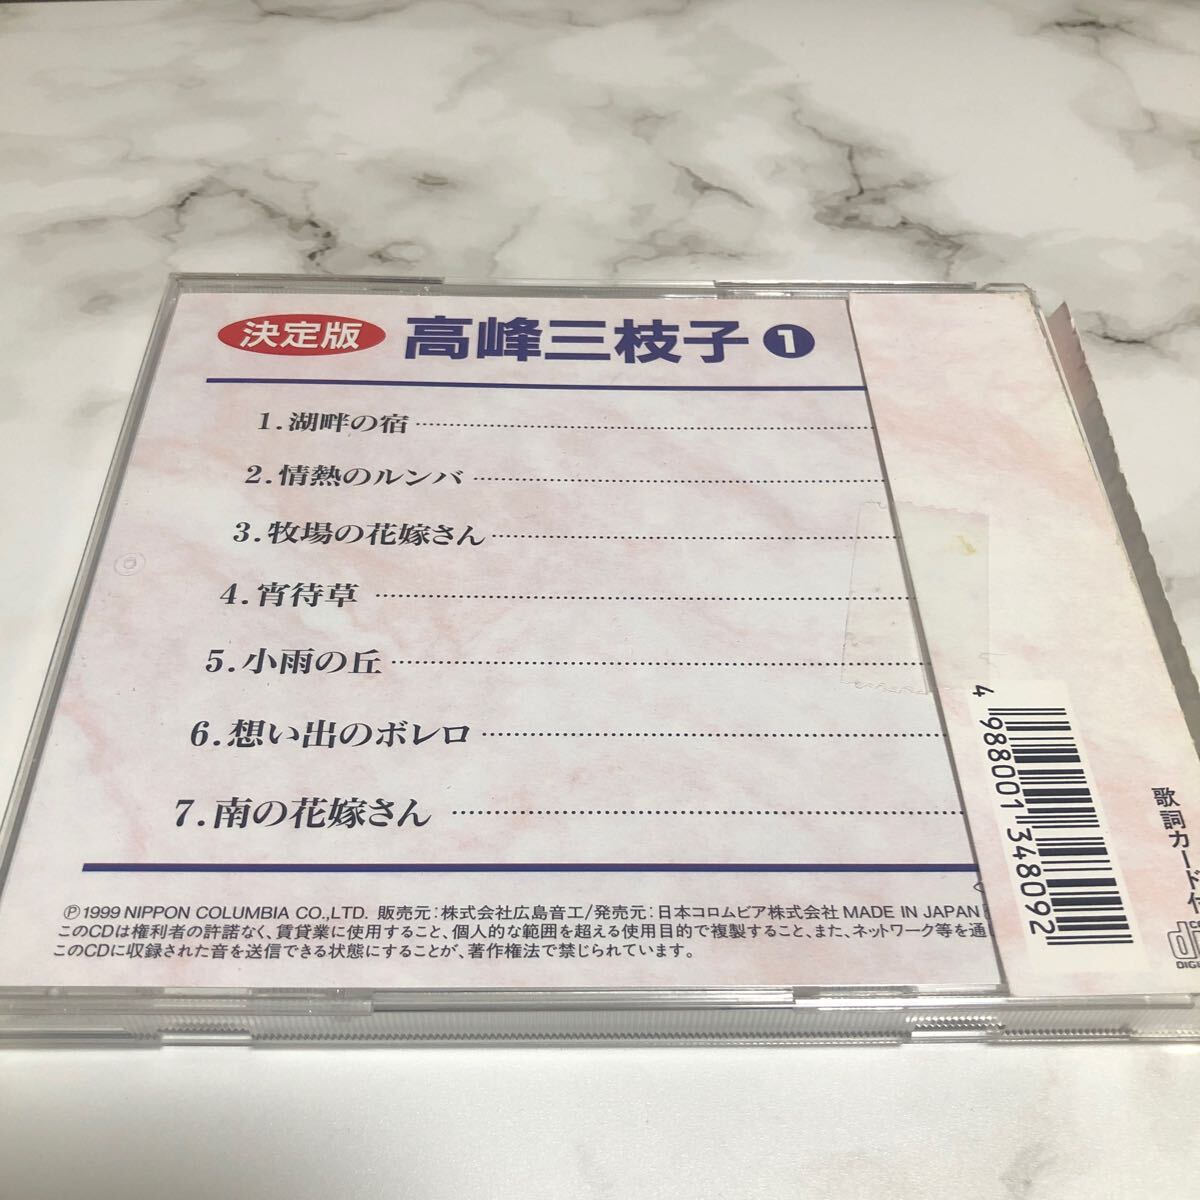 決定版 高峰三枝子 1
1.湖畔の宿
2.情熱のルンバ
3.牧場の花嫁さん
4.宵待草
5.小雨の丘
6.想い出のボレロ
7.南の花嫁さん
Ⓟ1999 NIPPON COLUMBIA CO.,LTD. 販売元:株式会社広島音工/発売元:日本コロムビア株式会社 MADE IN JAPAN
このCDは権利者の許諾なく、賃貸業に使用すること、個人的な範囲を超える使用目的で複製すること、また、ネットワーク等を通
このCDに収録された音を送信できる状態にすることが、著作権法で禁じられています。
4 988001 348092
歌詞カード付